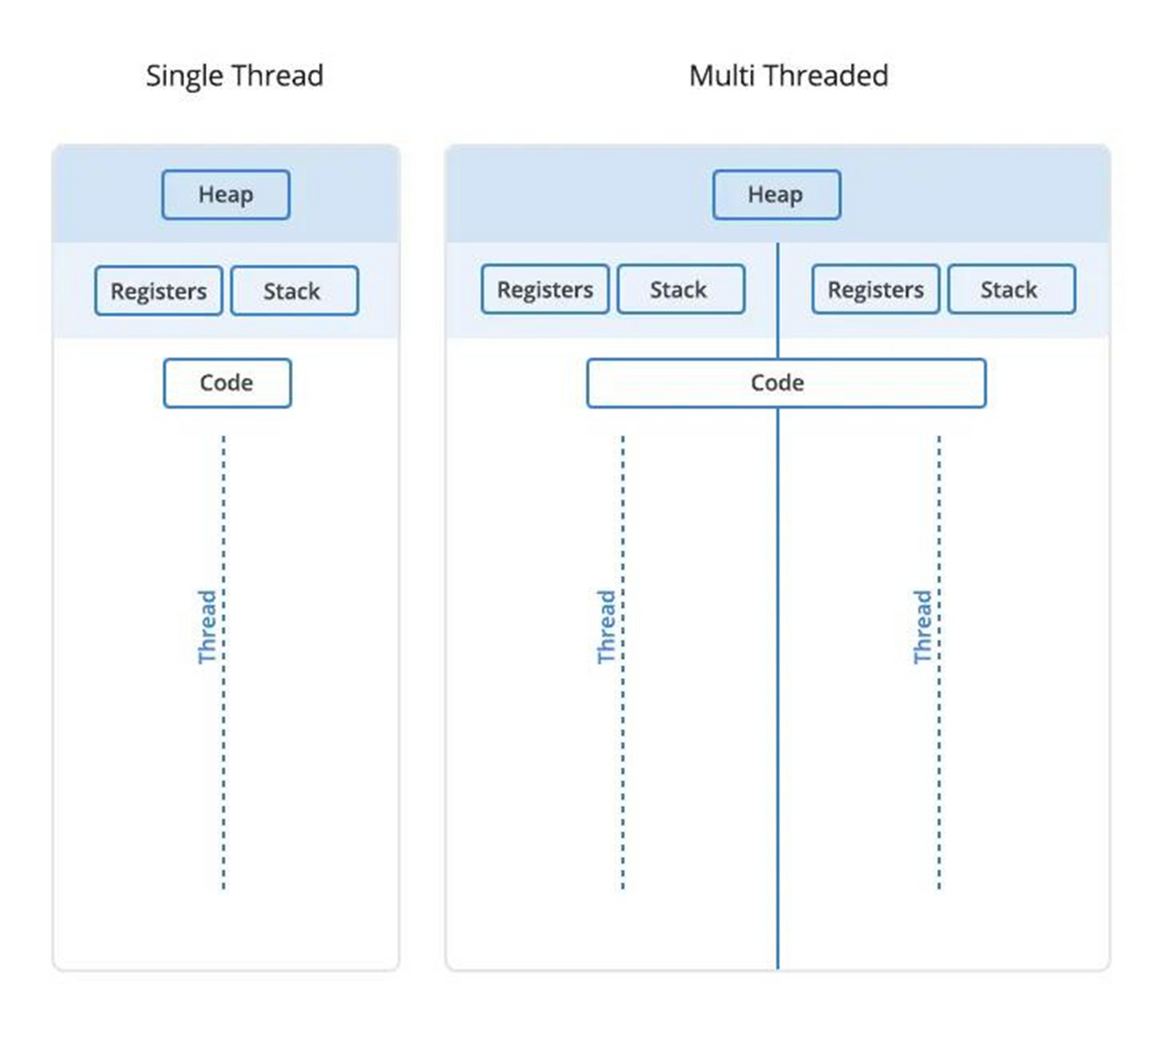 Single Thread
Multi Threaded
Heap
Heap
Registers
Stack
Registers
Stack
Registers
Stack
Code
Code
Thread
Thread
Thread